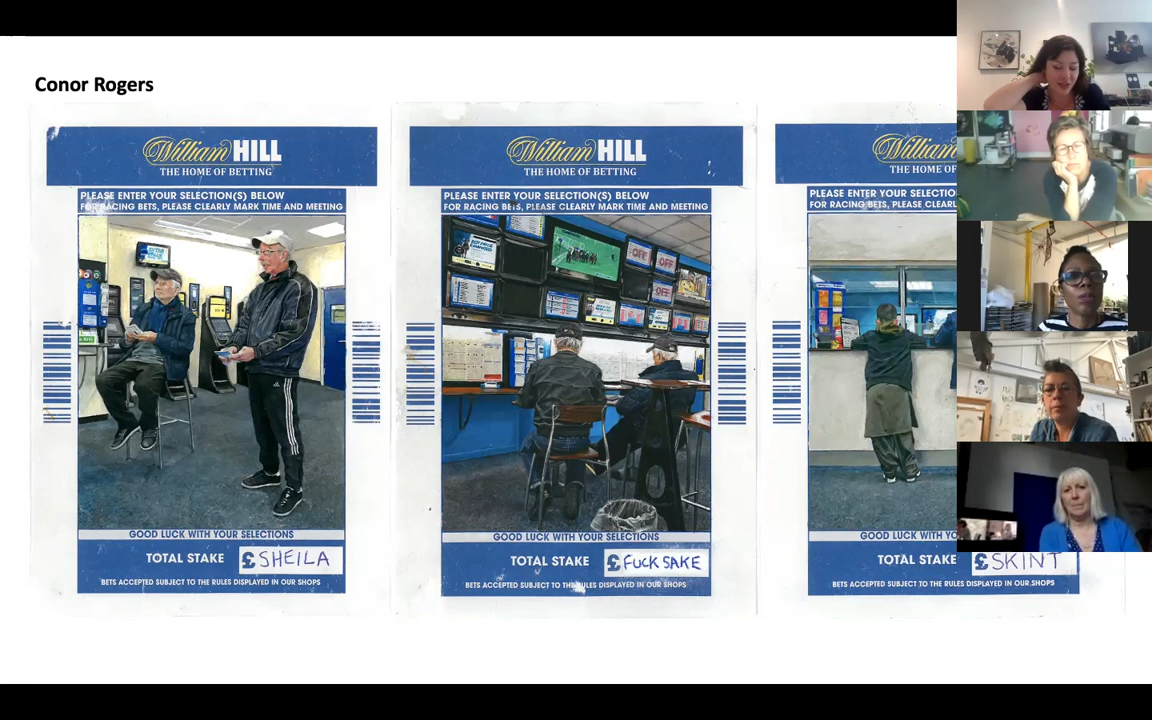 Conor Rogers
William HILL
THE HOME OF BETTING
PLEASE ENTER YOUR SELECTION(S) BELOW
FOR RACING BETS, PLEASE CLEARLY MARK TIME AND MEETING
GOOD LUCK WITH YOUR SELECTIONS
TOTAL STAKE £ SHEILA
BETS ACCEPTED SUBJECT TO THE RULES DISPLAYED IN OUR SHOPS
William HILL
THE HOME OF BETTING
PLEASE ENTER YOUR SELECTION(S) BELOW
FOR RACING BETS, PLEASE CLEARLY MARK TIME AND MEETING
OFF
OFF
OFF
GOOD LUCK WITH YOUR SELECTIONS
TOTAL STAKE £ FUCK SAKE
BETS ACCEPTED SUBJECT TO THE RULES DISPLAYED IN OUR SHOPS
William
THE HOME OF
PLEASE ENTER YOUR
FOR RACING BETS, PLEASE
GOOD LUCK WITH
TOTAL STAKE £ SKINT
BETS ACCEPTED SUBJECT TO THE RULES DISPLAYED IN OUR SHOPS